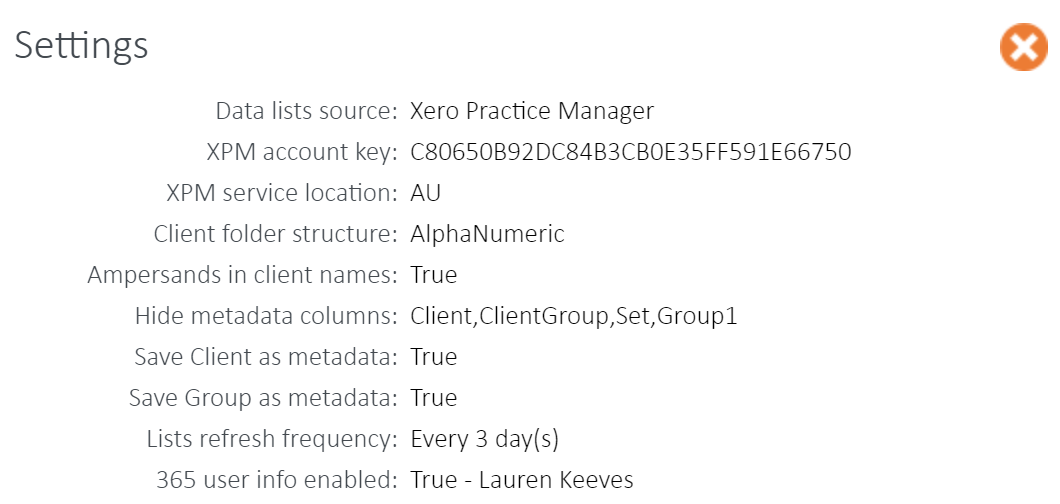 Settings
Data lists source: Xero Practice Manager
XPM account key: C80650B92DC84B3CB0E35FF591E66750
XPM service location: AU
Client folder structure: AlphaNumeric
Ampersands in client names: True
Hide metadata columns: Client,ClientGroup,Set,Group1
Save Client as metadata: True
Save Group as metadata: True
Lists refresh frequency: Every 3 day(s)
365 user info enabled: True - Lauren Keeves